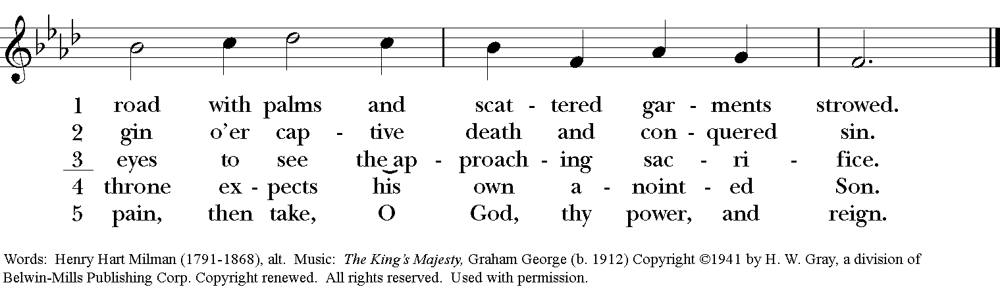 1 road with palms and scat - tered gar - ments strowed.
2 gin o’er cap - tive death and con - quered sin.
3 eyes to see the ap - proach - ing sac - ri - fice.
4 throne ex - pects his own a - noint - ed Son.
5 pain, then take, O God, thy power, and reign.
Words: Henry Hart Milman (1791-1868), alt. Music: The King’s Majesty, Graham George (b. 1912) Copyright ©1941 by H. W. Gray, a division of
Belwin-Mills Publishing Corp. Copyright renewed. All rights reserved. Used with permission.